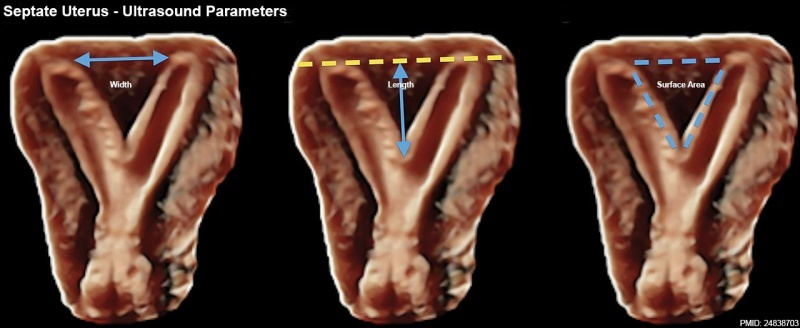 Septate Uterus - Ultrasound Parameters
Width
Length
Surface Area
PMID: 24838703